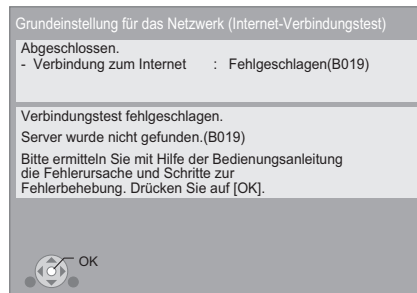 Grundeinstellung für das Netzwerk (Internet-Verbindungstest)
Abgeschlossen.
- Verbindung zum Internet : Fehlgeschlagen(B019)
Verbindungstest fehlgeschlagen.
Server wurde nicht gefunden.(B019)
Bitte ermitteln Sie mit Hilfe der Bedienungsanleitung
die Fehlerursache und Schritte zur
Fehlerbehebung. Drücken Sie auf [OK].
OK